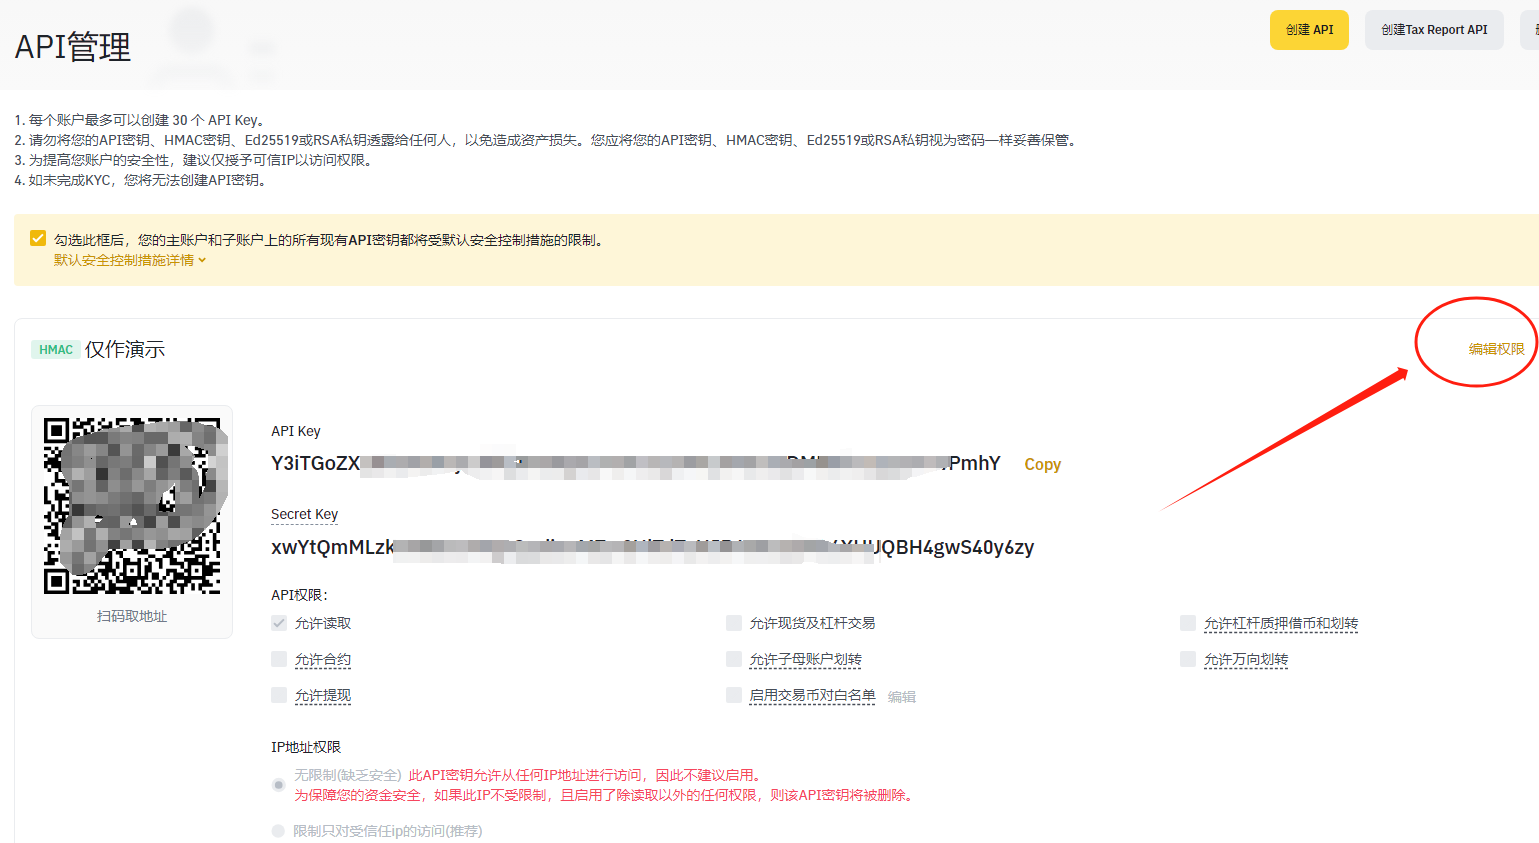 API管理
创建 API
创建Tax Report API
1. 每个账户最多可以创建 30 个 API Key。
2. 请勿将您的API密钥、HMAC密钥、Ed25519或RSA私钥透露给任何人，以免造成资产损失。您应将您的API密钥、HMAC密钥、Ed25519或RSA私钥视为密码一样妥善保管。
3. 为提高您账户的安全性，建议仅授予可信IP以访问权限。
4. 如未完成KYC，您将无法创建API密钥。
勾选此框后，您的主账户和子账户上的所有现有API密钥都将受默认安全控制措施的限制。
默认安全控制措施详情
HMAC 仅作演示
编辑权限
扫码取地址
API Key
Y3iTGoZX PmhY Copy
Secret Key
xwYtQmMLzk QBH4gwS40y6zy
API权限：
允许读取 允许现货及杠杆交易 允许杠杆质押借币和划转
允许合约 允许子母账户划转 允许万向划转
允许提现 启用交易币对白名单 编辑
IP地址权限
无限制(缺乏安全) 此API密钥允许从任何IP地址进行访问，因此不建议启用。
为保障您的资金安全，如果此IP不受限制，且启用了除读取以外的任何权限，则该API密钥将被删除。
限制只对受信任ip的访问(推荐)